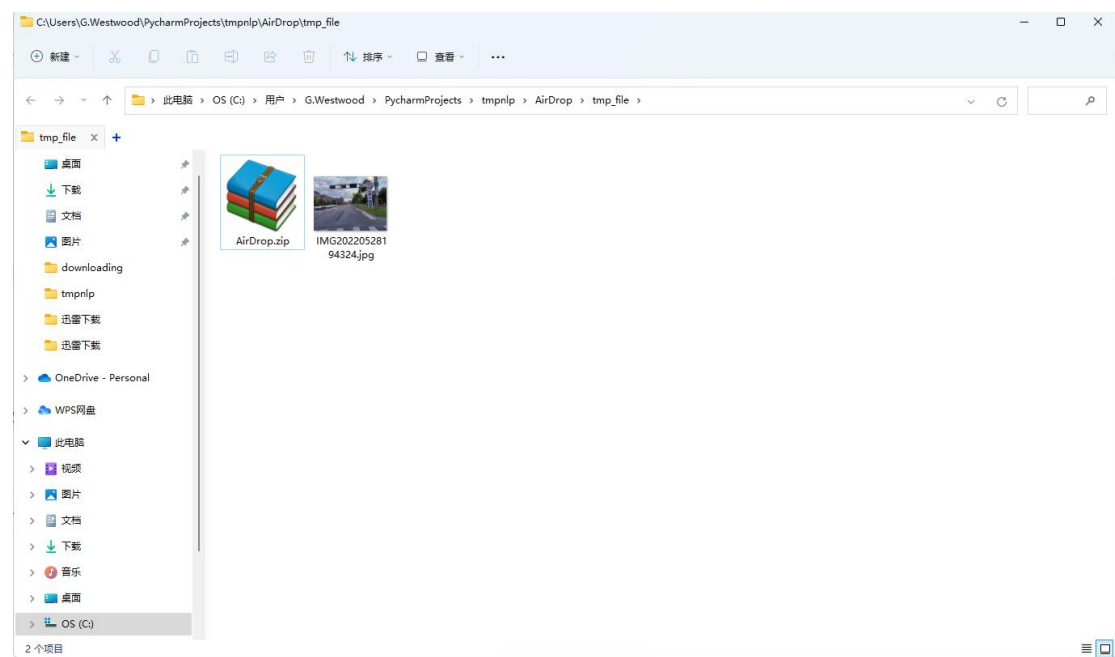 C:\Users\G.Westwood\PycharmProjects\tmpnlp\AirDrop\tmp_file
新建
排序
查看
此电脑 › OS (C:) › 用户 › G.Westwood › PycharmProjects › tmpnlp › AirDrop › tmp_file ›
tmp_file
桌面
下载
文档
图片
downloading
tmpnlp
迅雷下载
迅雷下载
OneDrive - Personal
WPS网盘
此电脑
视频
图片
文档
下载
音乐
桌面
OS (C:)
AirDrop.zip
IMG202205281
94324.jpg
2 个项目